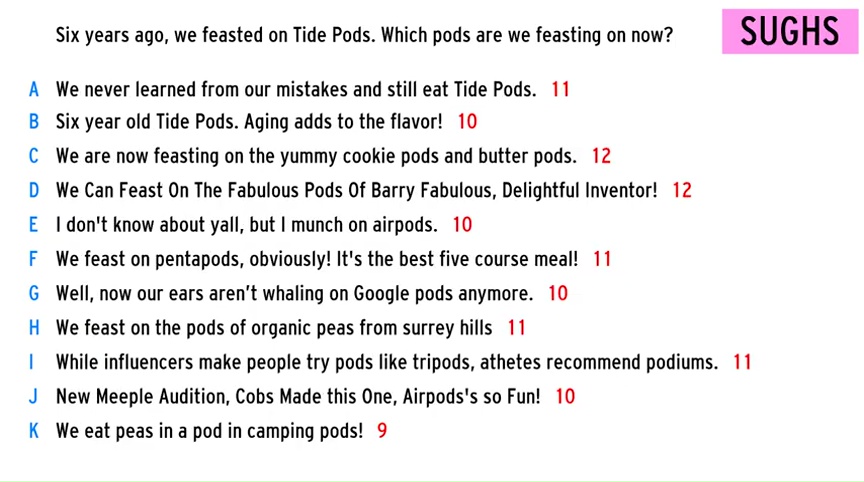 Six years ago, we feasted on Tide Pods. Which pods are we feasting on now?
SUGHS
A We never learned from our mistakes and still eat Tide Pods. 11
B Six year old Tide Pods. Aging adds to the flavor! 10
C We are now feasting on the yummy cookie pods and butter pods. 12
D We Can Feast On The Fabulous Pods Of Barry Fabulous, Delightful Inventor! 12
E I don't know about yall, but I munch on airpods. 10
F We feast on pentapods, obviously! It's the best five course meal! 11
G Well, now our ears aren’t whaling on Google pods anymore. 10
H We feast on the pods of organic peas from surrey hills 11
I While influencers make people try pods like tripods, athetes recommend podiums. 11
J New Meeple Audition, Cobs Made this One, Airpods's so Fun! 10
K We eat peas in a pod in camping pods! 9